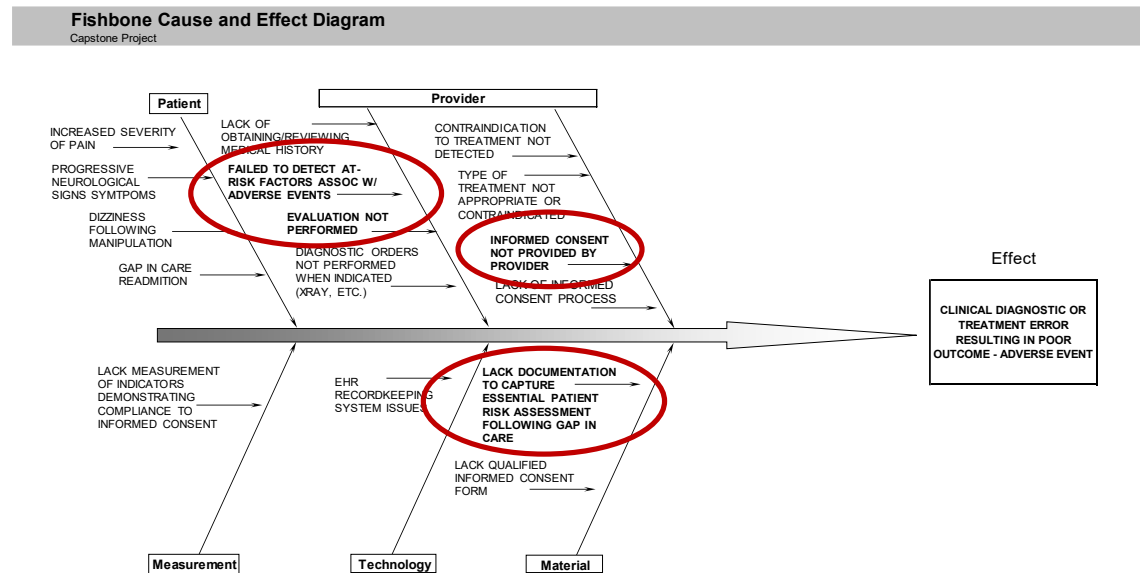 Fishbone Cause and Effect Diagram
Capstone Project
Patient
Provider
INCREASED SEVERITY
OF PAIN
PROGRESSIVE
NEUROLOGICAL
SIGNS SYMTPOMS
DIZZINESS
FOLLOWING
MANIPULATION
GAP IN CARE
READMITION
LACK OF
OBTAINING/REVIEWING
MEDICAL HISTORY
FAILED TO DETECT AT-
RISK FACTORS ASSOC W/
ADVERSE EVENTS
EVALUATION NOT
PERFORMED
DIAGNOSTIC ORDERS
NOT PERFORMED
WHEN INDICATED
(XRAY, ETC.)
CONTRAINDICATION
TO TREATMENT NOT
DETECTED
TYPE OF
TREATMENT NOT
APPROPRIATE OR
CONTRAINDICATED
INFORMED CONSENT
NOT PROVIDED BY
PROVIDER
LACK OF INFORMED
CONSENT PROCESS
Effect
CLINICAL DIAGNOSTIC OR
TREATMENT ERROR
RESULTING IN POOR
OUTCOME - ADVERSE EVENT
LACK MEASUREMENT
OF INDICATORS
DEMONSTRATING
COMPLIANCE TO
INFORMED CONSENT
EHR
RECORDKEEPING
SYSTEM ISSUES
LACK DOCUMENTATION
TO CAPTURE
ESSENTIAL PATIENT
RISK ASSESSMENT
FOLLOWING GAP IN
CARE
LACK QUALIFIED
INFORMED CONSENT
FORM
Measurement
Technology
Material